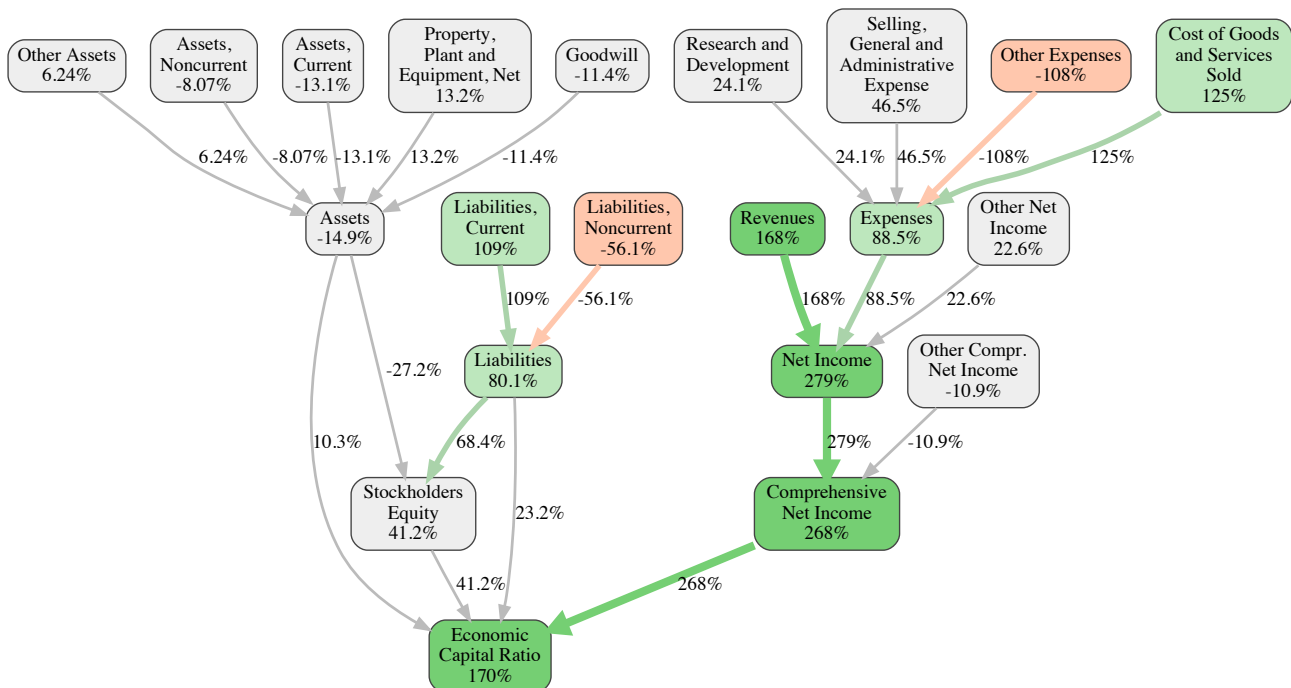 Other Assets
6.24%
Assets,
Noncurrent
-8.07%
Assets,
Current
-13.1%
Property,
Plant and
Equipment, Net
13.2%
Goodwill
-11.4%
Research and
Development
24.1%
Selling,
General and
Administrative
Expense
46.5%
Other Expenses
-108%
Cost of Goods
and Services
Sold
125%
6.24%
-8.07%
-13.1%
13.2%
-11.4%
24.1%
46.5%
-108%
125%
Assets
-14.9%
Liabilities,
Current
109%
Liabilities,
Noncurrent
-56.1%
Revenues
168%
Expenses
88.5%
Other Net
Income
22.6%
109%
-56.1%
168%
88.5%
22.6%
Liabilities
80.1%
Net Income
279%
Other Compr.
Net Income
-10.9%
-27.2%
10.3%
68.4%
279%
-10.9%
Stockholders
Equity
41.2%
23.2%
Comprehensive
Net Income
268%
41.2%
268%
Economic
Capital Ratio
170%